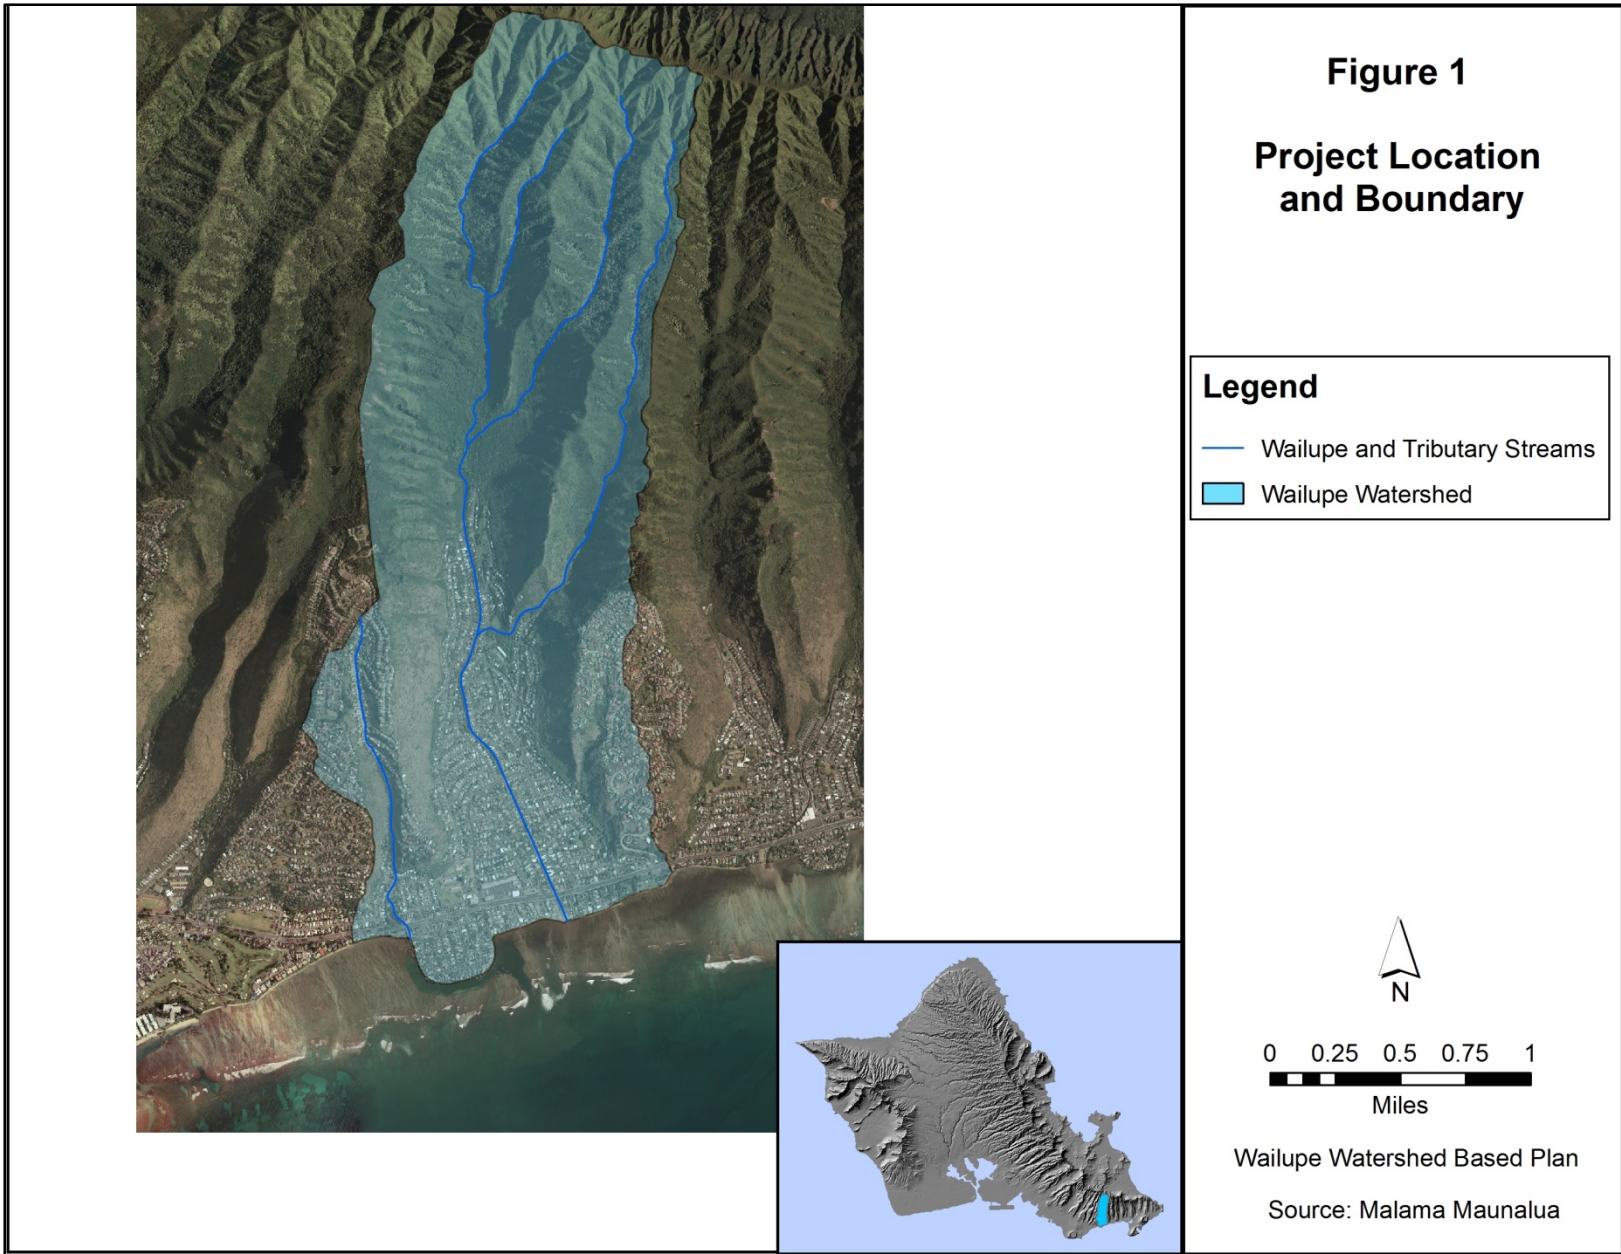 Figure 1
Project Location
and Boundary
Legend
Wailupe and Tributary Streams
Wailupe Watershed
N
0 0.25 0.5 0.75 1
Miles
Wailupe Watershed Based Plan
Source: Malama Maunalua